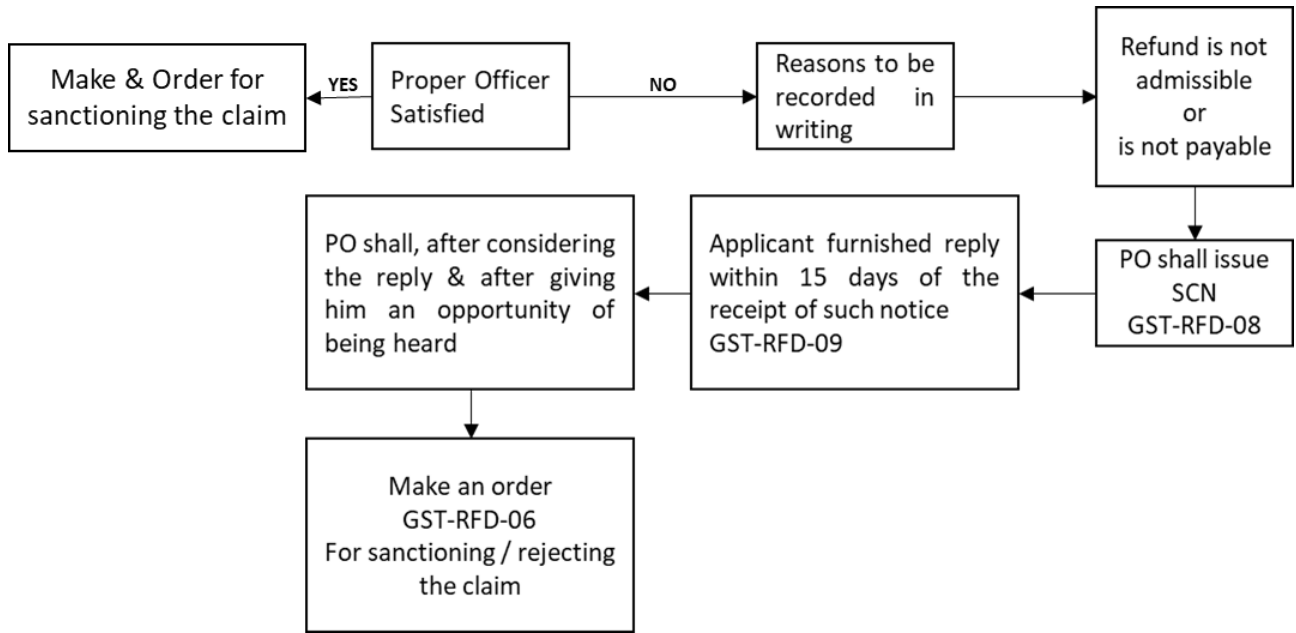 Make & Order for
sanctioning the claim
YES
Proper Officer
Satisfied
NO
Reasons to be
recorded in
writing
Refund is not
admissible
or
is not payable
PO shall issue
SCN
GST-RFD-08
Applicant furnished reply
within 15 days of the
receipt of such notice
GST-RFD-09
PO shall, after considering
the reply & after giving
him an opportunity of
being heard
Make an order
GST-RFD-06
For sanctioning / rejecting
the claim